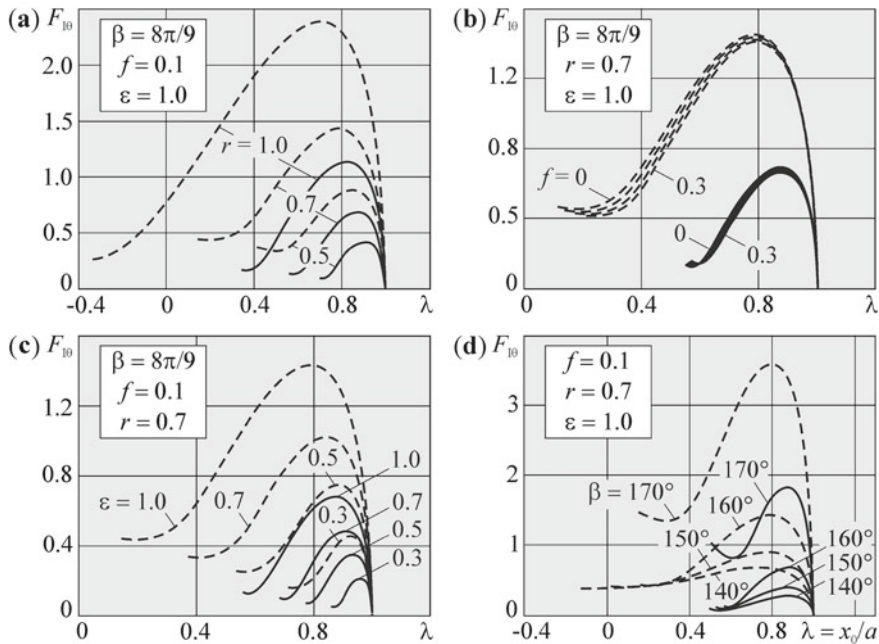 (a) F₁₀
β = 8π/9
f = 0.1
ε = 1.0
2.0
1.5
1.0
0.5
0
r = 1.0
0.7
0.5
-0.4 0 0.4 0.8 λ
(b) F₁₀
β = 8π/9
r = 0.7
ε = 1.0
1.2
0.8
0.5
0
f = 0
0.3
0
0.3
0 0.4 0.8 λ
(c) F₁₀
β = 8π/9
f = 0.1
r = 0.7
1.2
0.8
0.4
0
ε = 1.0
0.7
0.5
0.3
1.0
0.7
0.5
0.3
0 0.4 0.8 λ
(d) F₁₀
f = 0.1
r = 0.7
ε = 1.0
3
2
1
0
β = 170°
160°
150°
140°
170°
160°
150°
140°
-0.4 0 0.4 0.8 λ = x₀/a